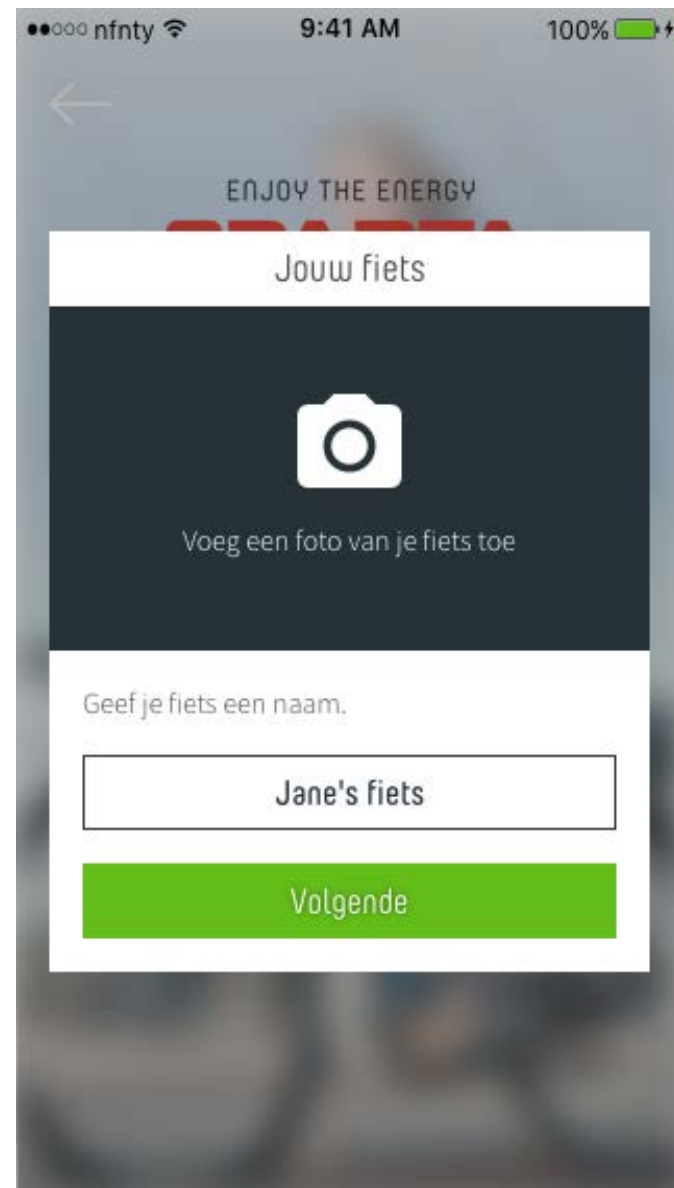 nfnty 9:41 AM 100%
ENJOY THE ENERGY
SPARTA
Jouw fiets
Voeg een foto van je fiets toe
Geef je fiets een naam.
Jane's fiets
Volgende